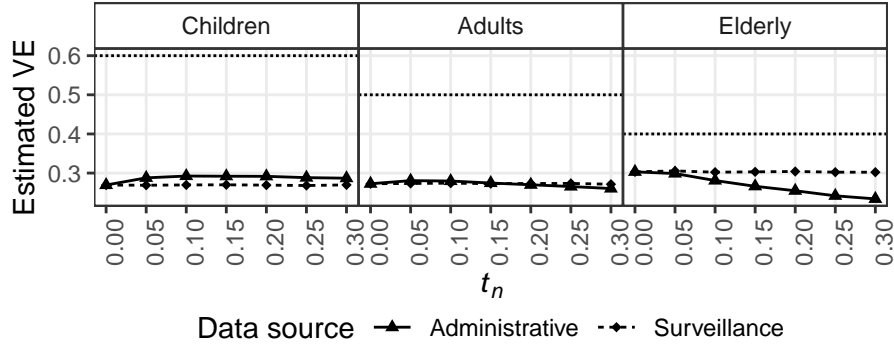 Children Adults Elderly
Estimated VE
0.6
0.5
0.4
0.3
0.00 0.05 0.10 0.15 0.20 0.25 0.30 0.00 0.05 0.10 0.15 0.20 0.25 0.30 0.00 0.05 0.10 0.15 0.20 0.25 0.30
tn
Data source Administrative Surveillance